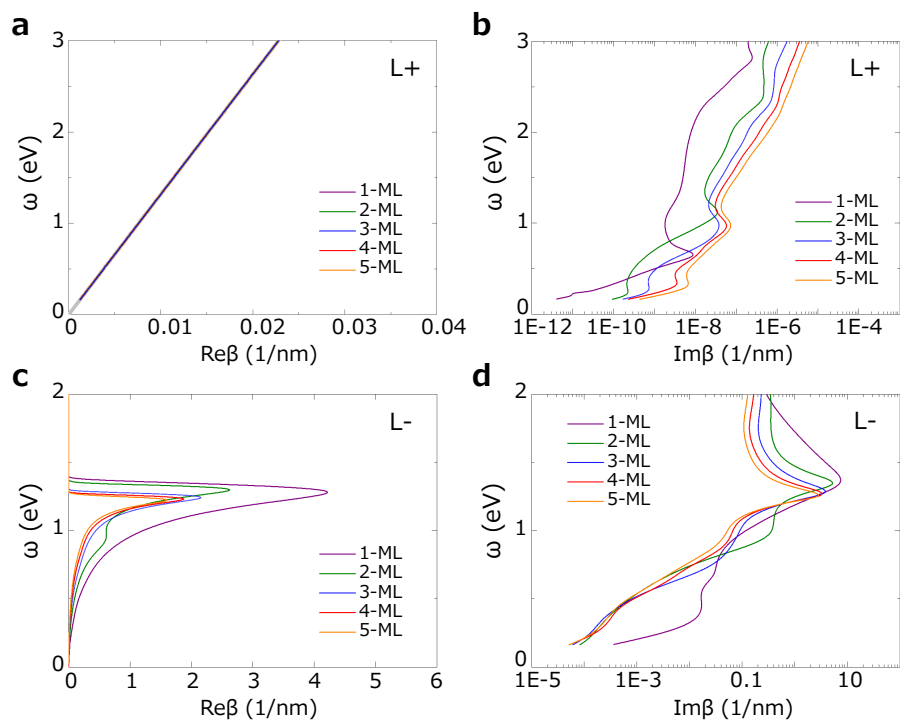 a
3
2
1
0
ω (eV)
L+
1-ML
2-ML
3-ML
4-ML
5-ML
0 0.01 0.02 0.03 0.04
Reβ (1/nm)
b
3
2
1
0
ω (eV)
L+
1-ML
2-ML
3-ML
4-ML
5-ML
1E-12 1E-10 1E-8 1E-6 1E-4
Imβ (1/nm)
c
2
1
0
ω (eV)
L-
1-ML
2-ML
3-ML
4-ML
5-ML
0 1 2 3 4 5 6
Reβ (1/nm)
d
2
1
0
ω (eV)
L-
1-ML
2-ML
3-ML
4-ML
5-ML
1E-5 1E-3 0.1 10
Imβ (1/nm)